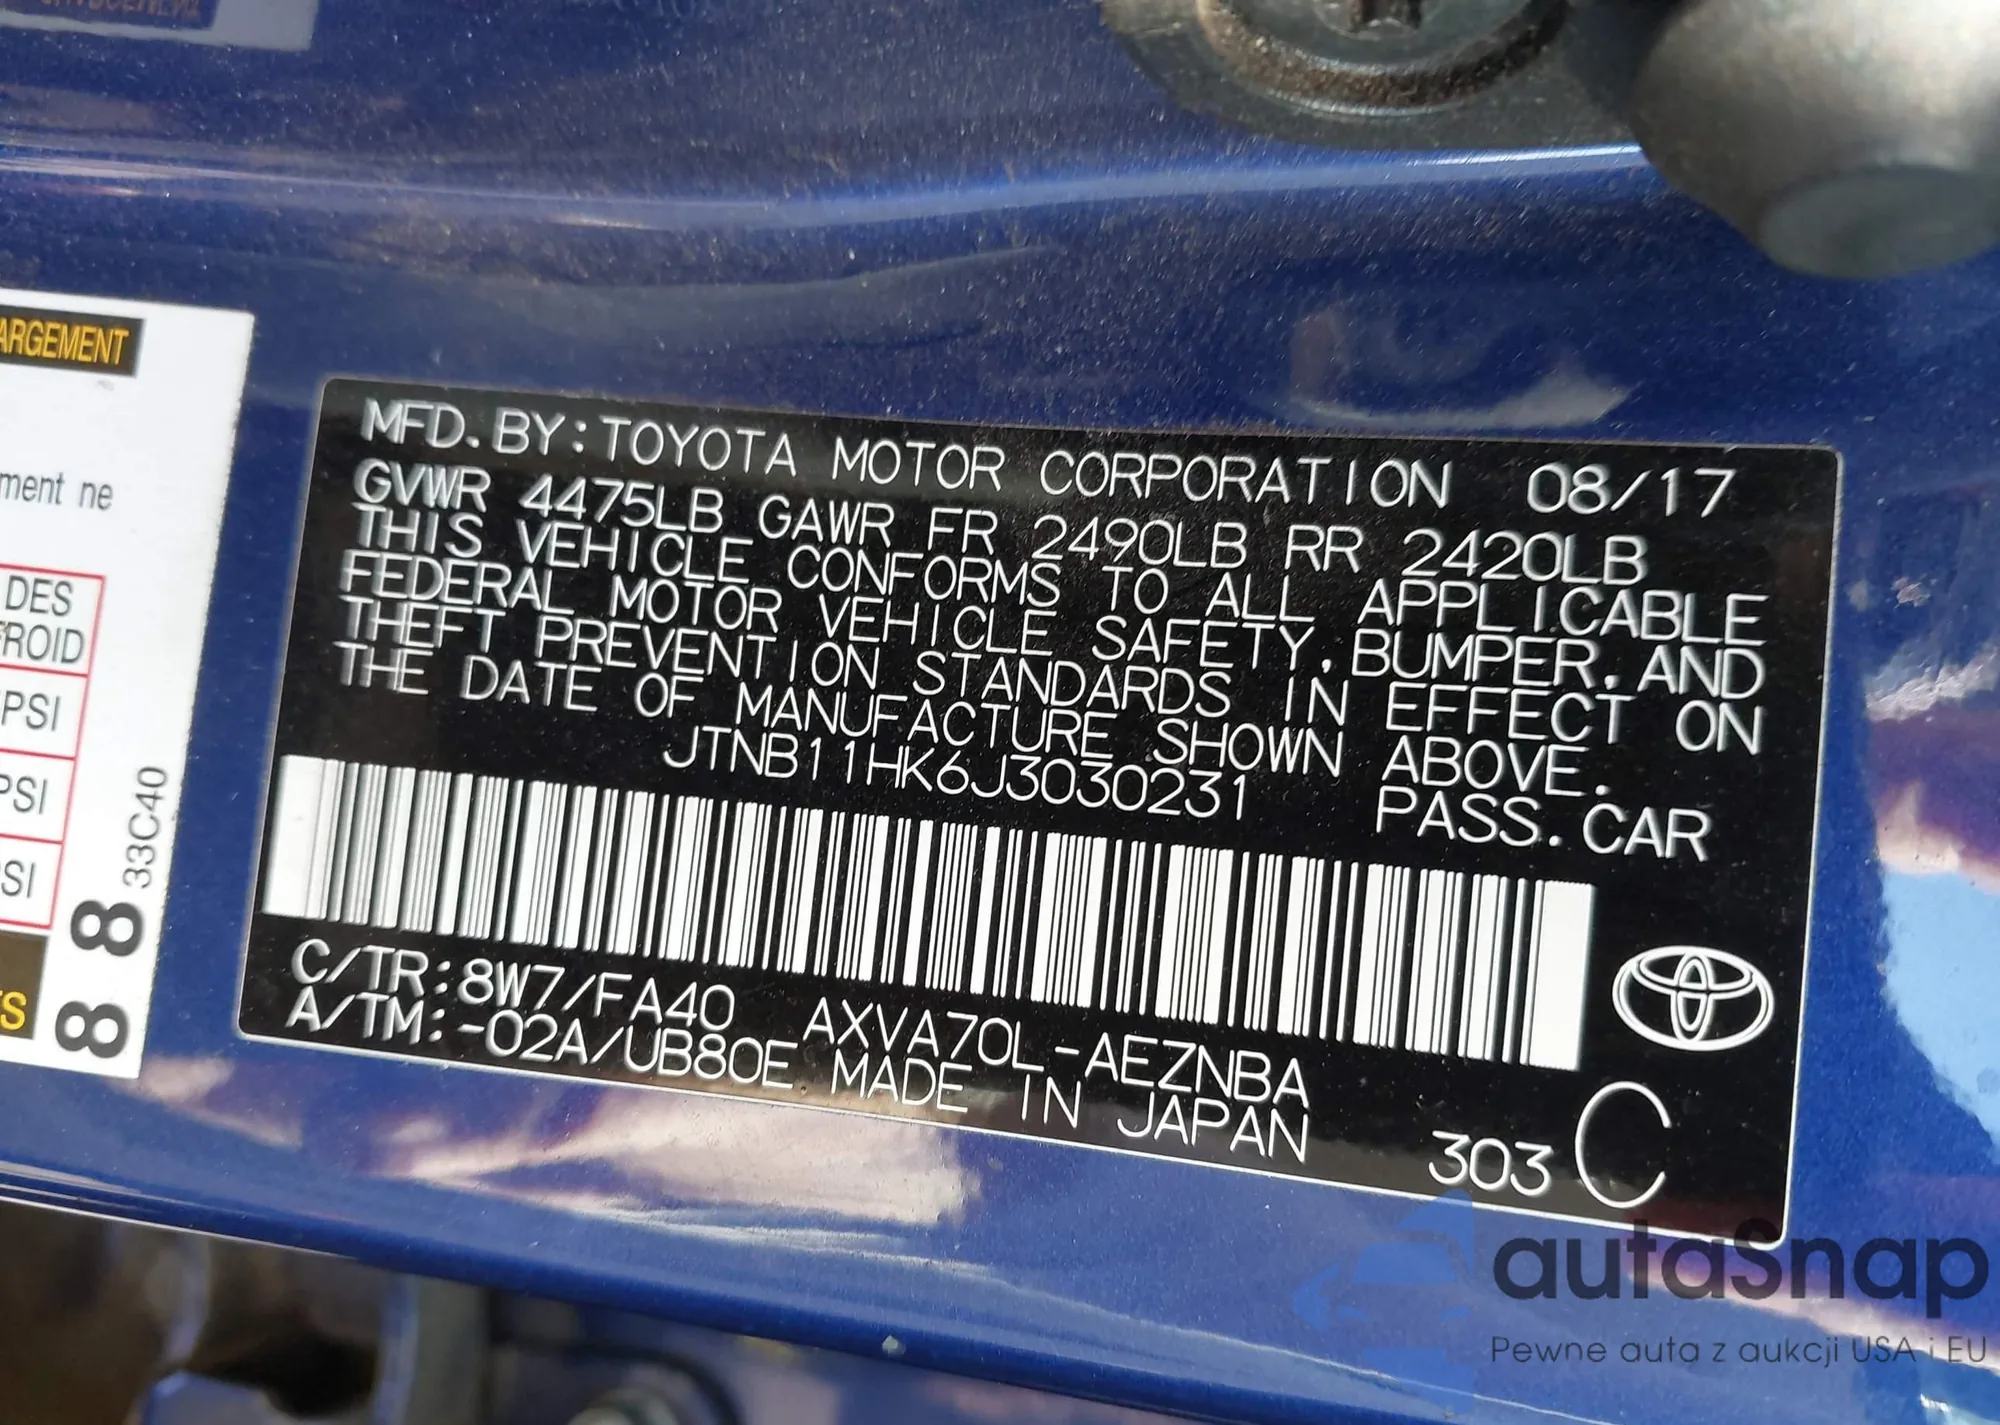 ARGEMENT
ment ne
DES
ROID
PSI
PSI
SI
S
8 8
33C40
MFD. BY: TOYOTA MOTOR CORPORATION 08/17
GVWR 4475LB GAWR FR 2490LB RR 2420LB
THIS VEHICLE CONFORMS TO ALL APPLICABLE
FEDERAL MOTOR VEHICLE SAFETY, BUMPER, AND
THEFT PREVENTION STANDARDS IN EFFECT ON
THE DATE OF MANUFACTURE SHOWN ABOVE.
JTNB11HK6J3030231 PASS. CAR
C/TR: 8W7/FA40 AXVA70L-AEZNBA
A/TM: -02A/UB80E MADE IN JAPAN 303 C
autaSnap
Pewne auta z aukcji USA i EU